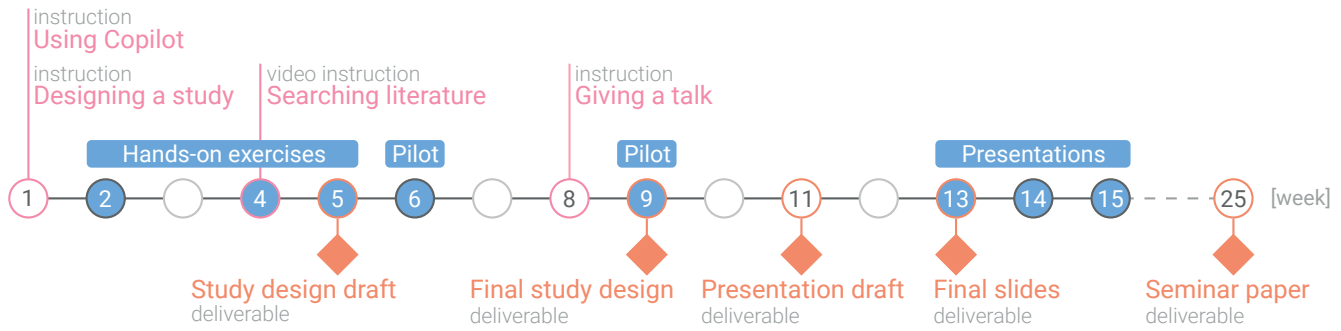 instruction
Using Copilot
instruction
Designing a study
video instruction
Searching literature
instruction
Giving a talk
Hands-on exercises
Pilot
Pilot
Presentations
1
2
4
5
6
8
9
11
13
14
15
25
[week]
Study design draft
deliverable
Final study design
deliverable
Presentation draft
deliverable
Final slides
deliverable
Seminar paper
deliverable